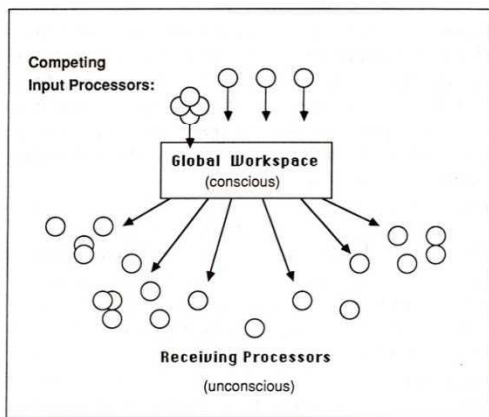 Competing
Input Processors:
Global Workspace
(conscious)
Receiving Processors
(unconscious)